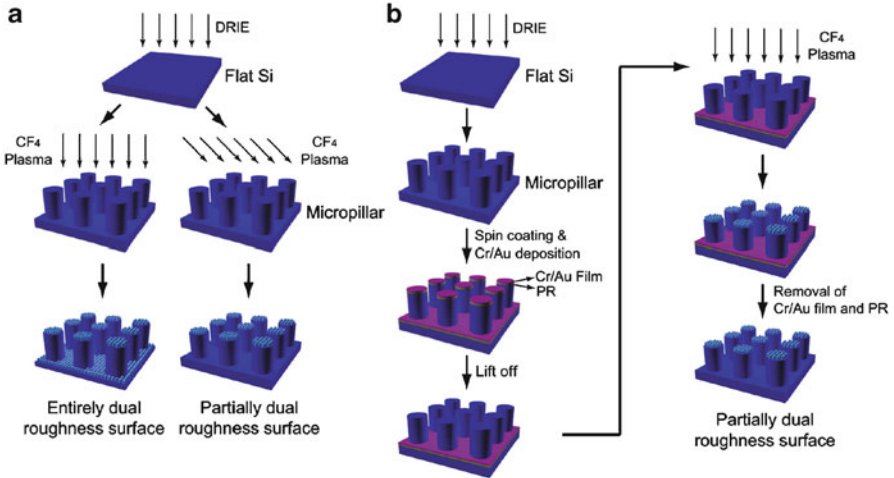 a
DRIE
Flat Si
CF4
Plasma
CF4
Plasma
Micropillar
Entirely dual
roughness surface
Partially dual
roughness surface
b
DRIE
Flat Si
Micropillar
Spin coating &
Cr/Au deposition
Cr/Au Film
PR
Lift off
CF4
Plasma
Removal of
Cr/Au film and PR
Partially dual
roughness surface